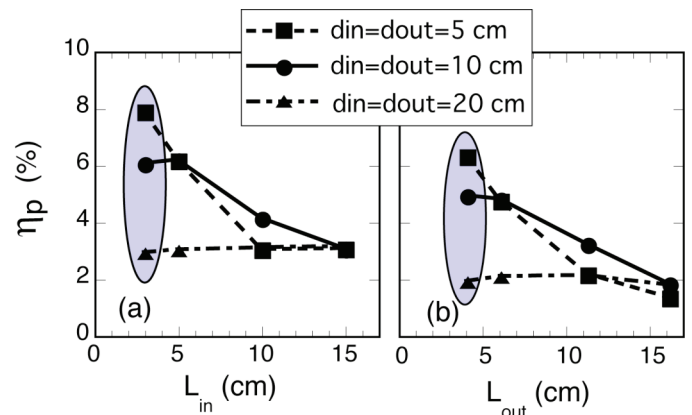 din=dout=5 cm
din=dout=10 cm
din=dout=20 cm
10
8
6
4
2
0
ηp (%)
(a)
(b)
0 5 10 15
0 5 10 15
Lin (cm)
Lout (cm)